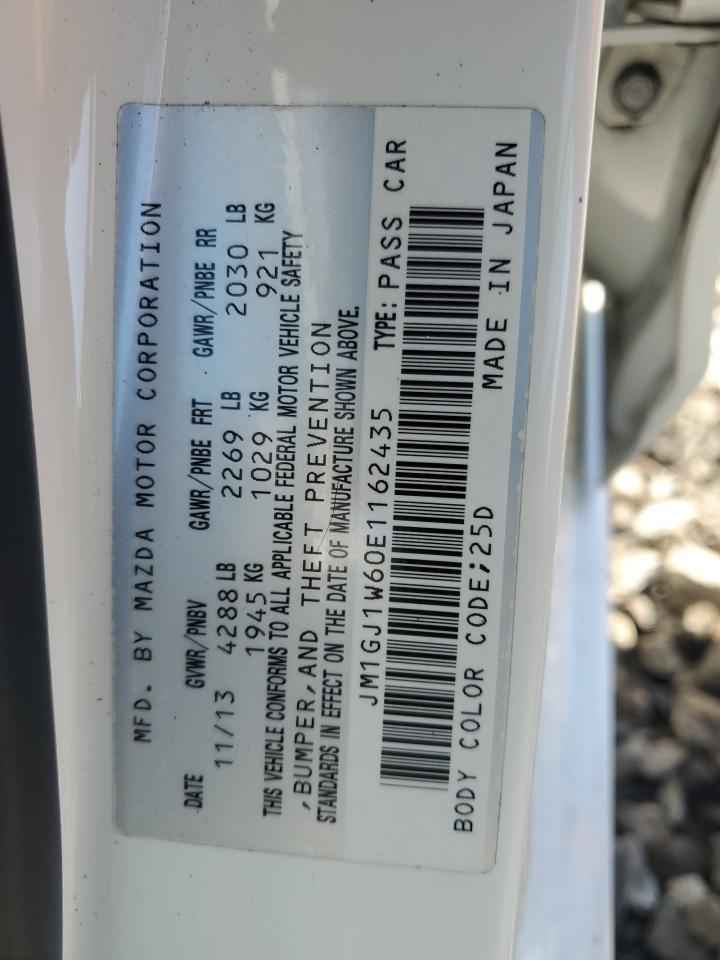 MFD. BY MAZDA MOTOR CORPORATION
DATE GVWR/PNBV GAWR/PNBE FRT GAWR/PNBE RR
11/13 4288 LB 2269 LB 2030 LB
1945 KG 1029 KG 921 KG
THIS VEHICLE CONFORMS TO ALL APPLICABLE FEDERAL MOTOR VEHICLE SAFETY
,BUMPER,AND THEFT PREVENTION
STANDARDS IN EFFECT ON THE DATE OF MANUFACTURE SHOWN ABOVE.
JM1GJ1W60E1162435 TYPE: PASS CAR
BODY COLOR CODE;25D MADE IN JAPAN